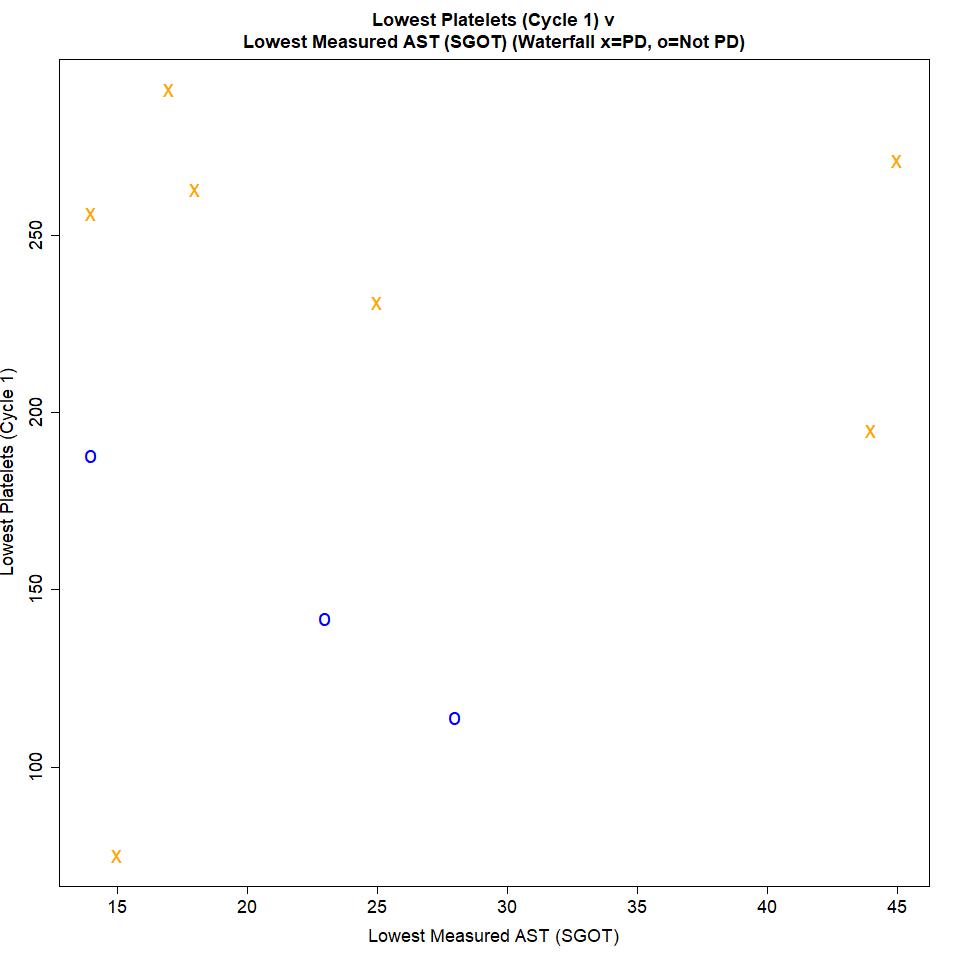 Lowest Platelets (Cycle 1) v
Lowest Measured AST (SGOT) (Waterfall x=PD, o=Not PD)
X
X
X
X
X
X
X
O
O
O
250
200
150
100
Lowest Platelets (Cycle 1)
15 20 25 30 35 40 45
Lowest Measured AST (SGOT)